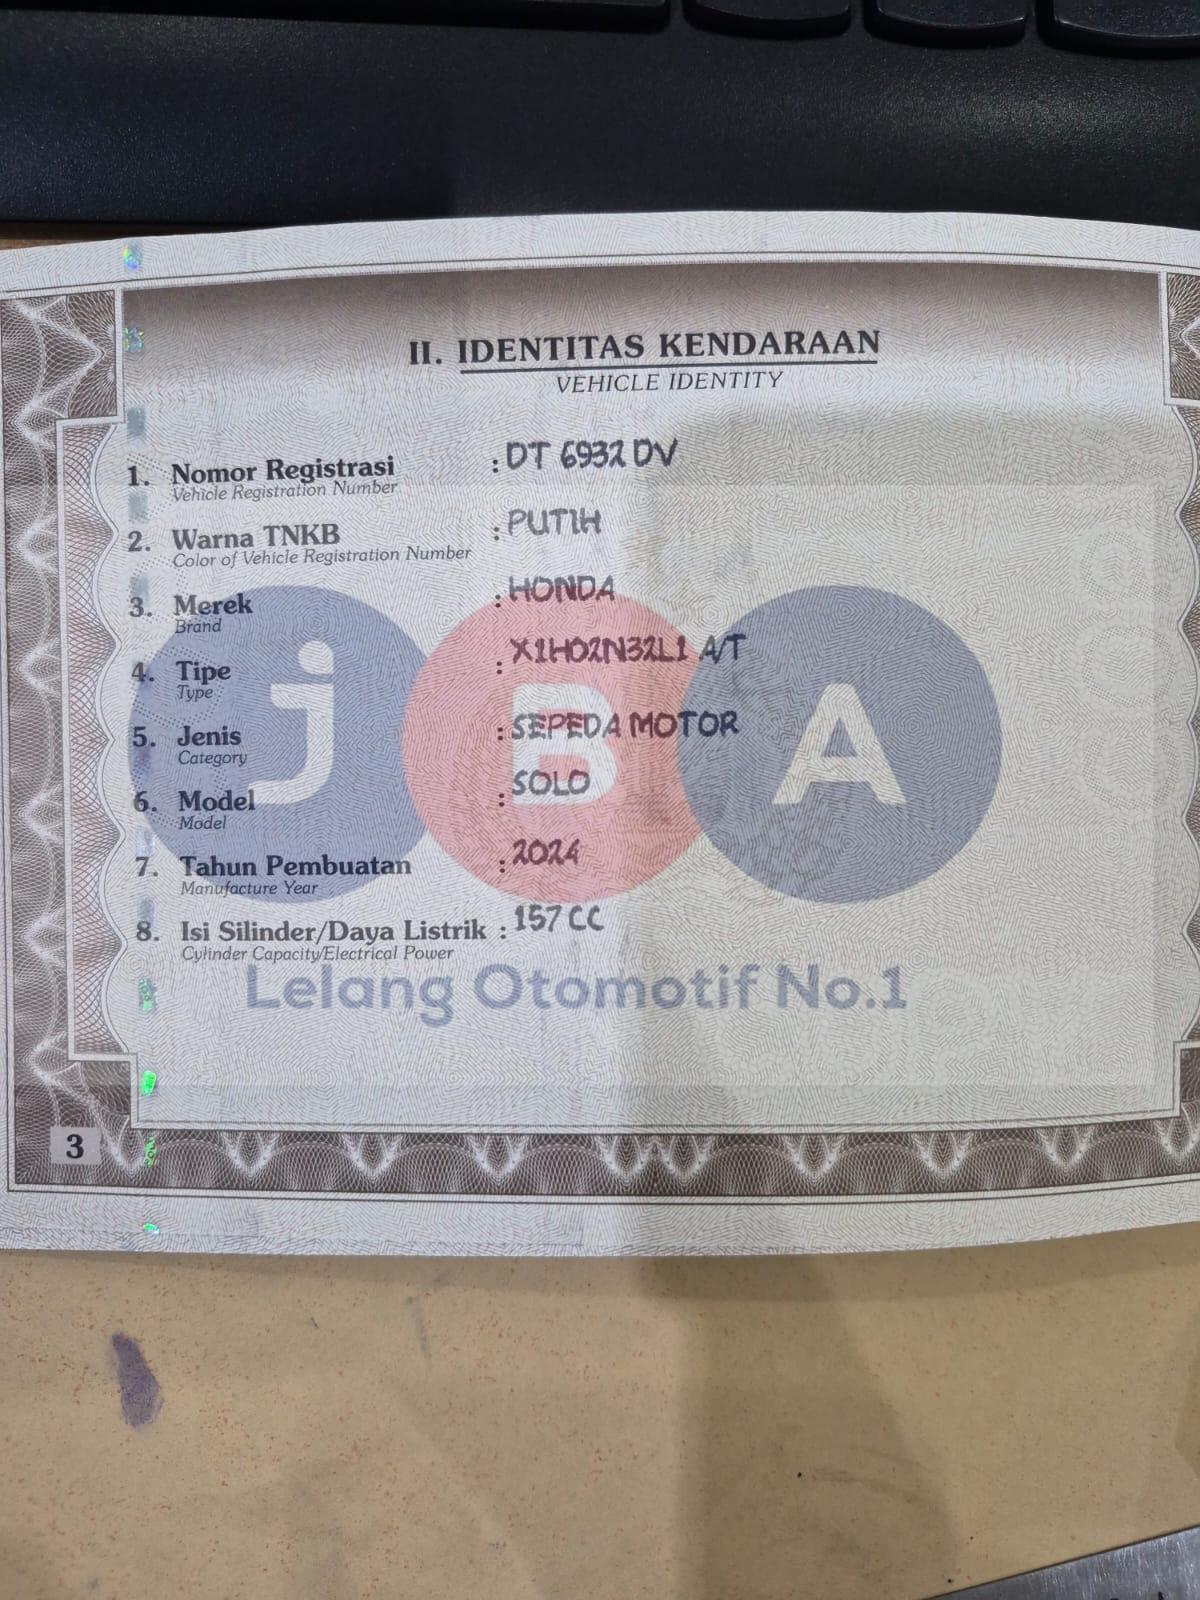 II. IDENTITAS KENDARAAN
VEHICLE IDENTITY
1. Nomor Registrasi : DT 6932 DV
Vehicle Registration Number
2. Warna TNKB : PUTIH
Color of Vehicle Registration Number
3. Merek : HONDA
Brand
4. Tipe : X1H02N32L1 A/T
Type
5. Jenis : SEPEDA MOTOR
Category
6. Model : SOLO
Model
7. Tahun Pembuatan : 2024
Manufacture Year
8. Isi Silinder/Daya Listrik : 157 CC
Cylinder Capacity/Electrical Power
jBA
Lelang Otomotif No.1
3